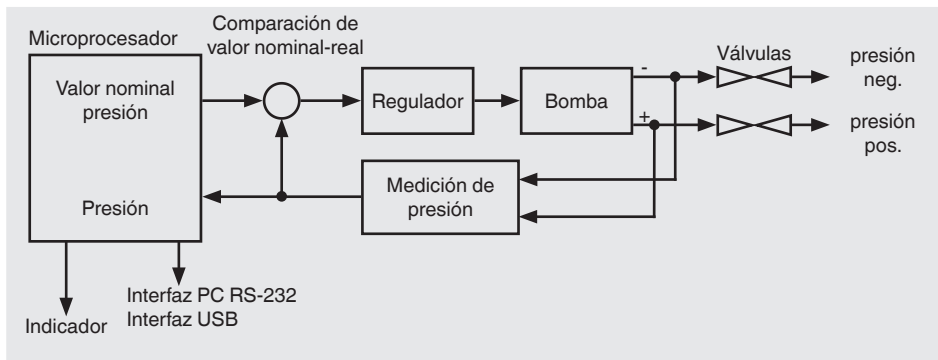 Comparación de
valor nominal-real
Microprocesador
Válvulas
Valor nominal
presión
Regulador
Bomba
-
+
presión
neg.
presión
pos.
Medición de
presión
Presión
Interfaz PC RS-232
Interfaz USB
Indicador